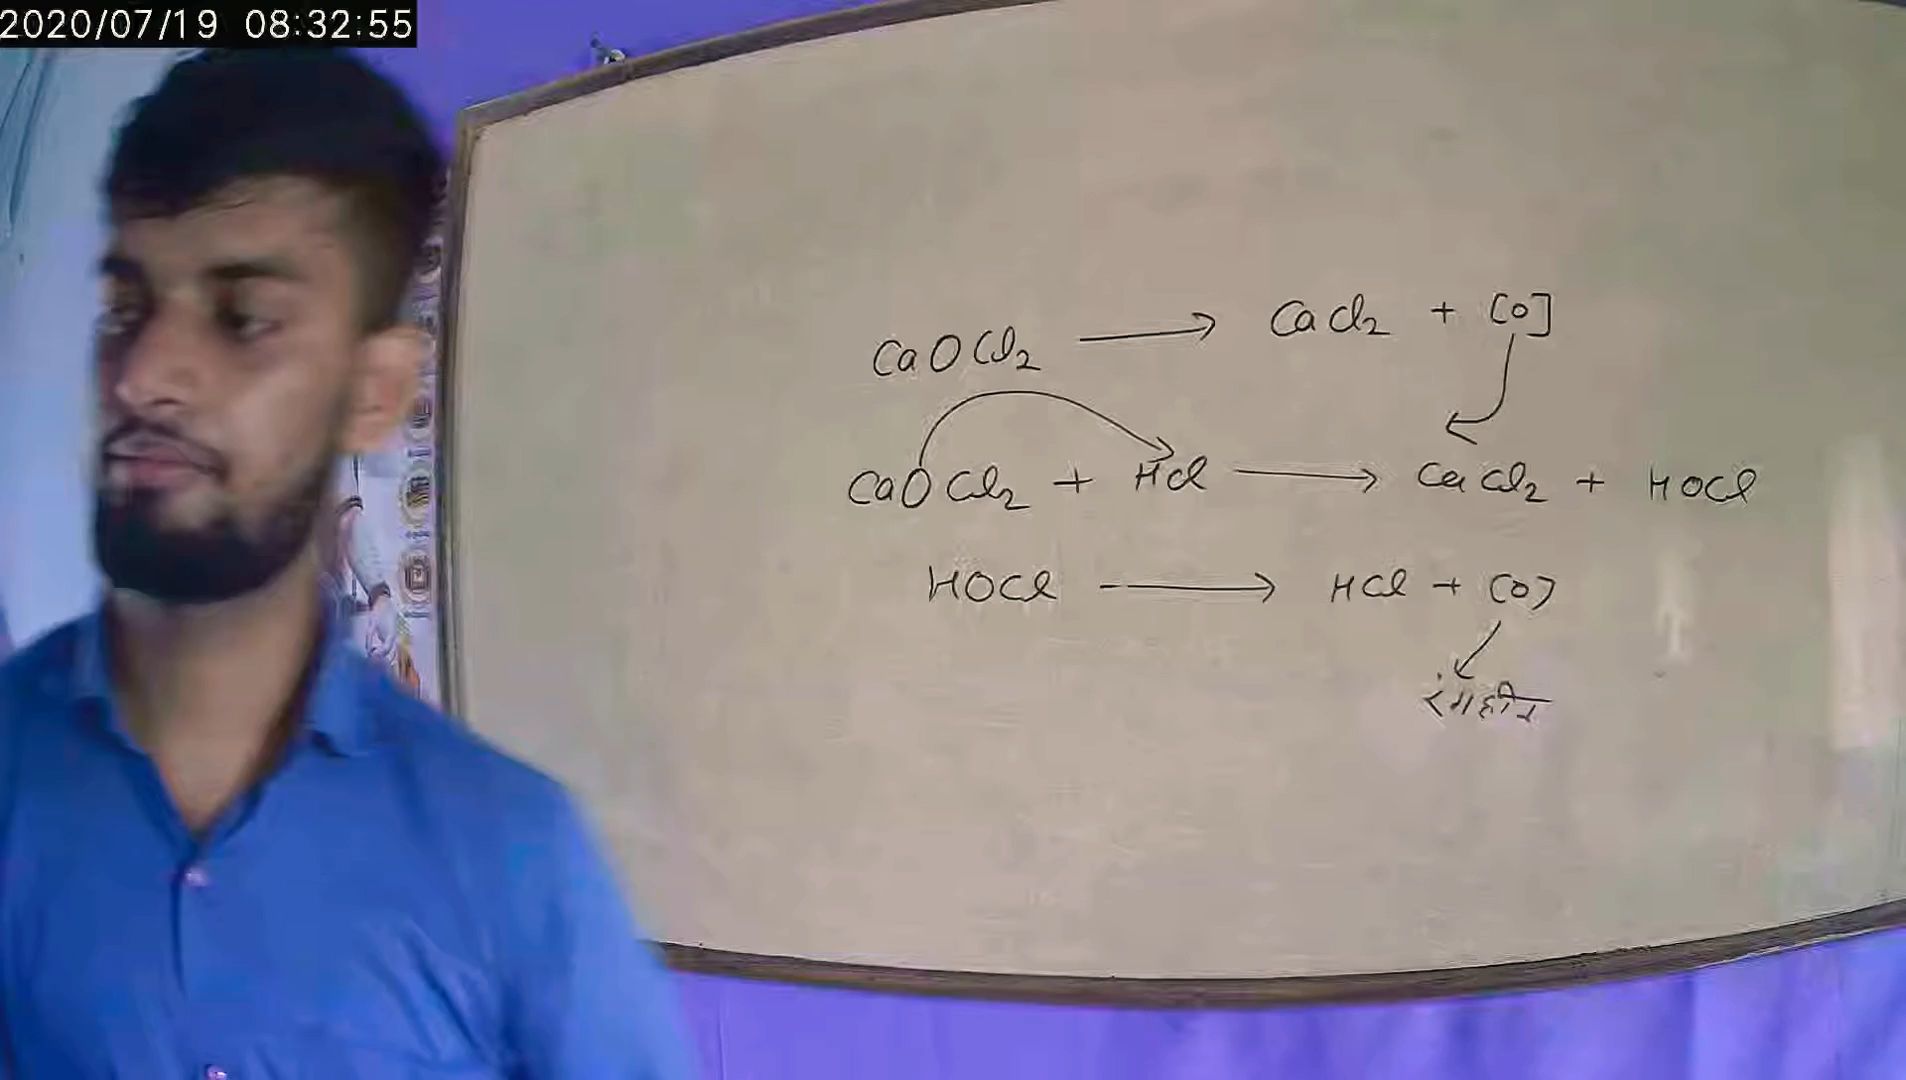 2020/07/19 08:32:55
CaOCl₂ ⟶ CaCl₂ + [O]
CaOCl₂ + HCl ⟶ CaCl₂ + HOCl
HOCl ⟶ HCl + [O]
रंगहीन